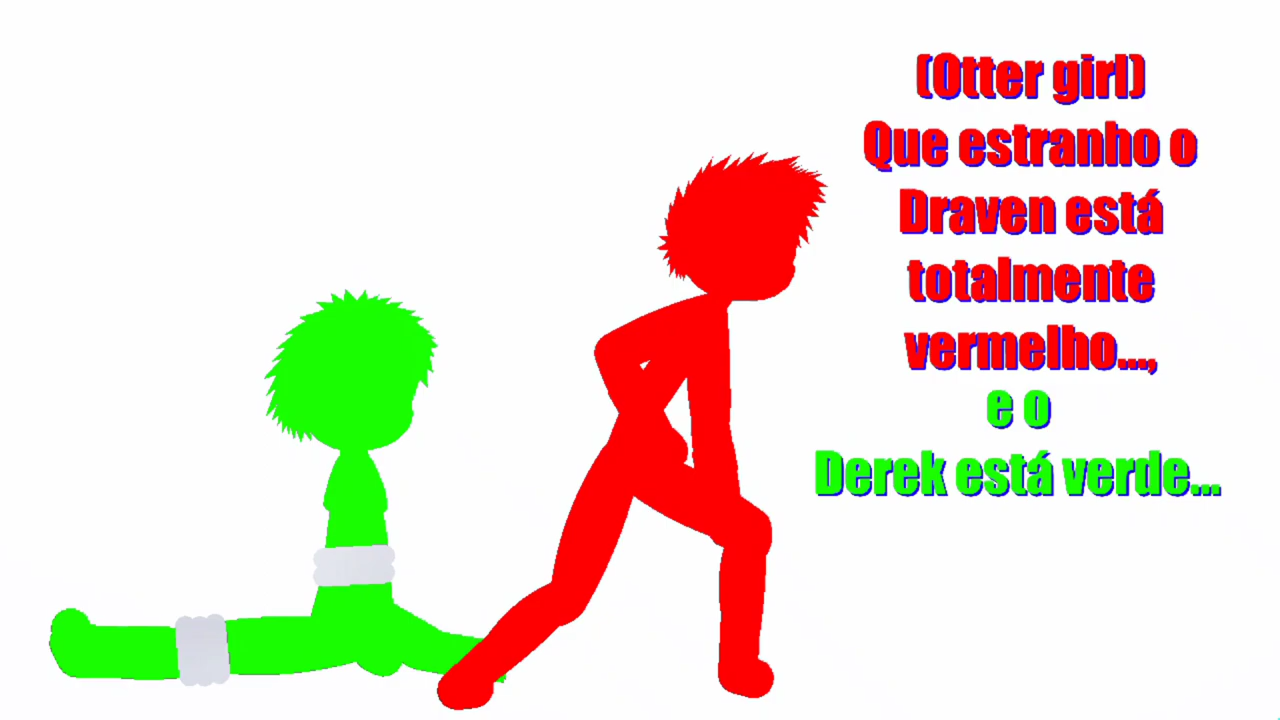 (Otter girl)
Que estranho o
Draven está
totalmente
vermelho...,
e o
Derek está verde...